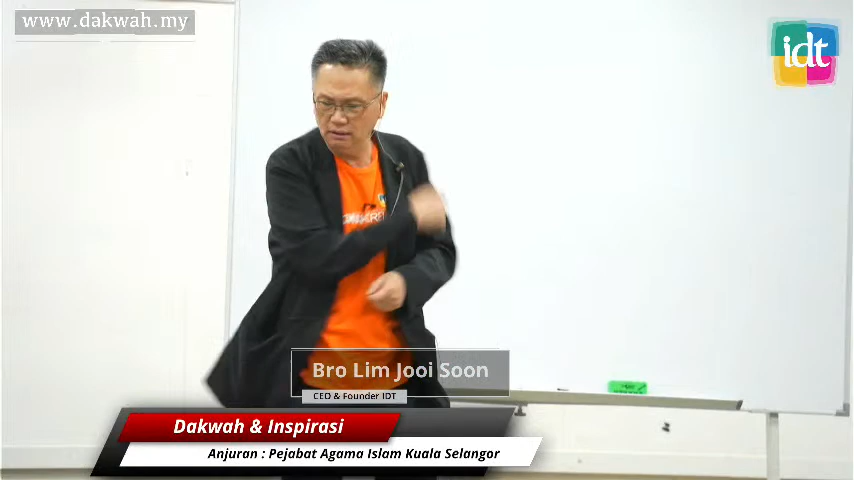 www.dakwah.my
idt
Bro Lim Jooi Soon
CEO & Founder IDT
Dakwah & Inspirasi
Anjuran : Pejabat Agama Islam Kuala Selangor